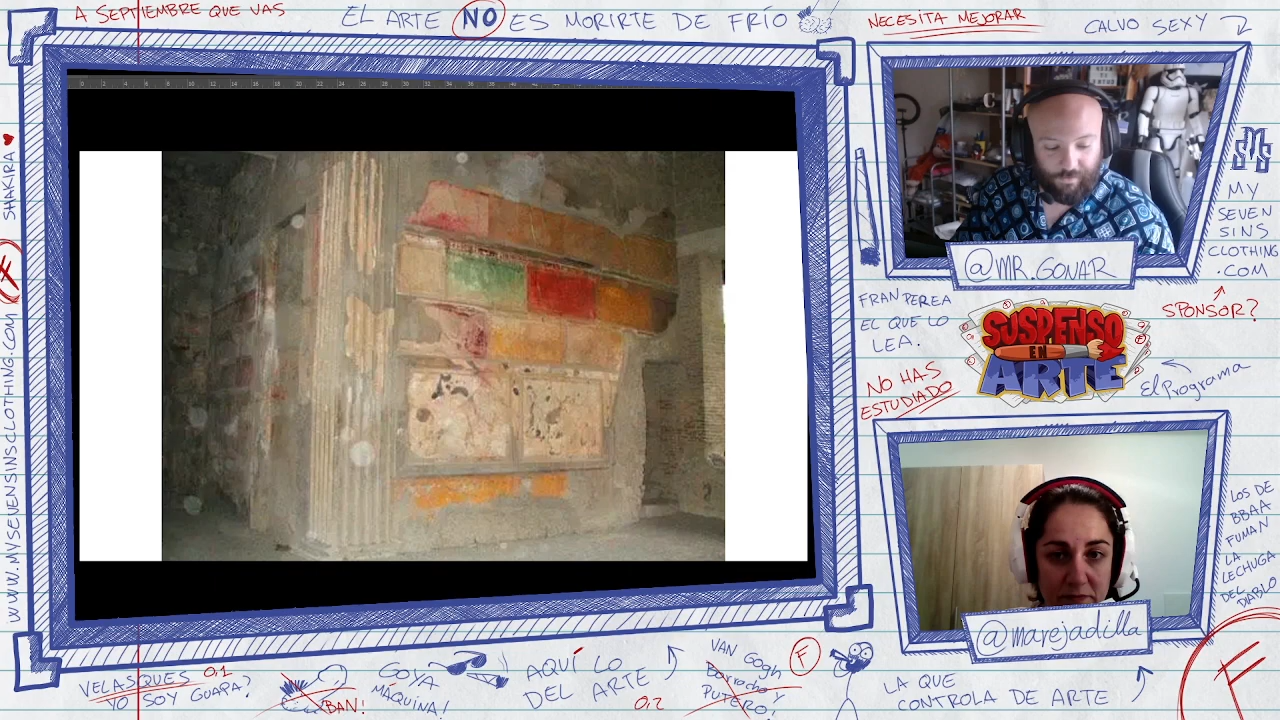 A SEPTIEMBRE QUE VAS
EL ARTE NO ES MORIRTE DE FRÍO
NECESITA MEJORAR
CALVO SEXY
SHAKIRA
WWW.MYSEVENSINSCLOTHING.COM
@MR.GONAR
MY
SEVEN
SINS
CLOTHING
.COM
SPONSOR?
FRAN PEREA
EL QUE LO
LEA.
SUSPENSO
EN
ARTE
El Programa
NO HAS
ESTUDIADO
@marejadilla
LOS DE
BBAA
FUMAN
LA
LECHUGA
DEL
DIABLO
VELASQUES 0,1
YO SOY GUAPA?
BAN!
GOYA
MÁQUINA!
AQUÍ LO
DEL ARTE
0,2
VAN GOGH
Borracho y
PUTERO!
F
LA QUE
CONTROLA DE ARTE
F